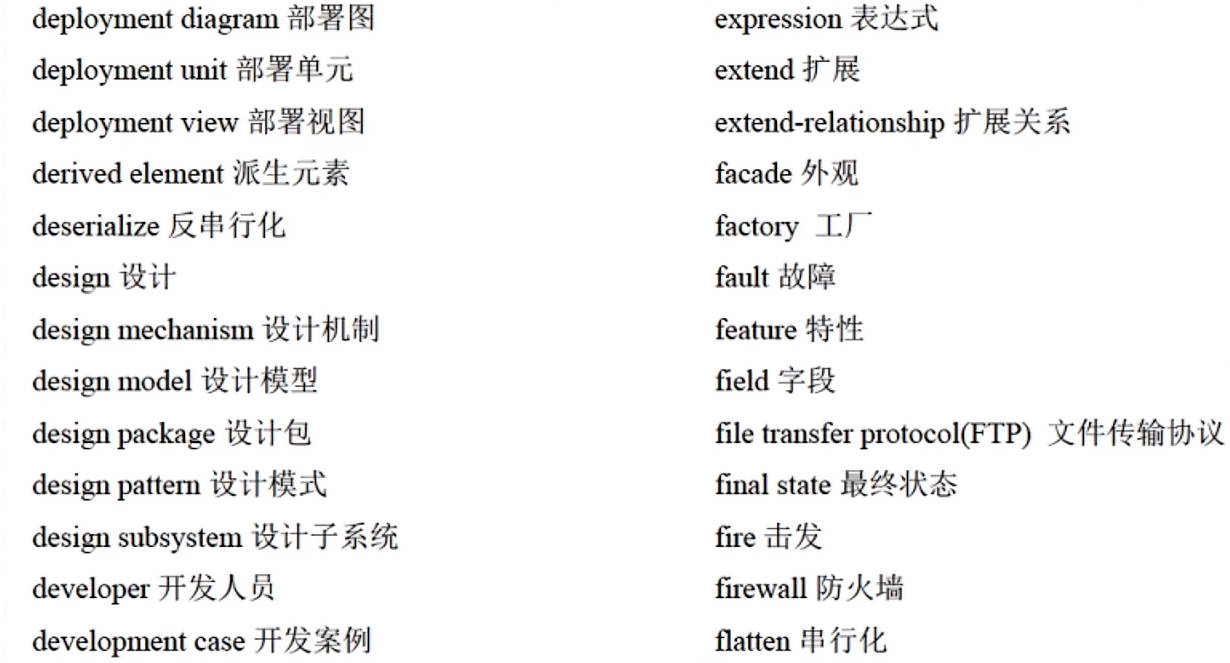 deployment diagram 部署图
deployment unit 部署单元
deployment view 部署视图
derived element 派生元素
deserialize 反串行化
design 设计
design mechanism 设计机制
design model 设计模型
design package 设计包
design pattern 设计模式
design subsystem 设计子系统
developer 开发人员
development case 开发案例
expression 表达式
extend 扩展
extend-relationship 扩展关系
facade 外观
factory 工厂
fault 故障
feature 特性
field 字段
file transfer protocol(FTP) 文件传输协议
final state 最终状态
fire 击发
firewall 防火墙
flatten 串行化